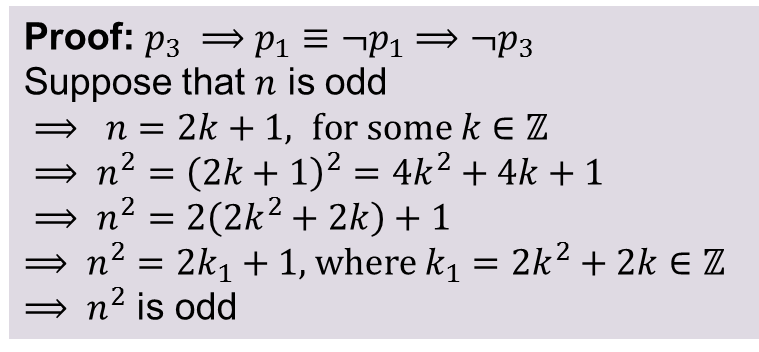 Proof: p₃ ⟹ p₁ ≡ ¬p₁ ⟹ ¬p₃
Suppose that n is odd
⟹ n = 2k + 1, for some k ∈ ℤ
⟹ n² = (2k + 1)² = 4k² + 4k + 1
⟹ n² = 2(2k² + 2k) + 1
⟹ n² = 2k₁ + 1, where k₁ = 2k² + 2k ∈ ℤ
⟹ n² is odd